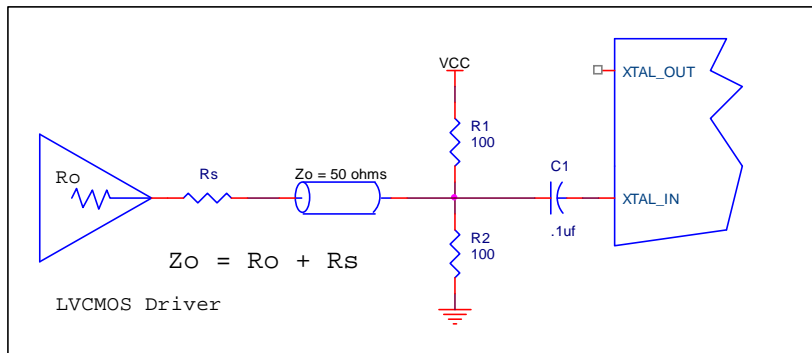 VCC
XTAL_OUT
R1
100
Ro
Rs
Zo = 50 ohms
C1
.1uf
XTAL_IN
R2
100
Zo = Ro + Rs
LVCMOS Driver